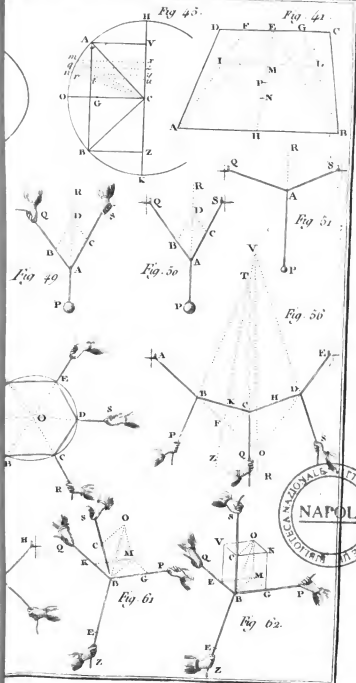 H Fig 43. Fig. 41.
A V D F E G C
m x
q I M L
n r s u P
O G C N
A H B
B Z
K
R R
R Q S
S Q S A
Q D D
B C B C Fig 51
A A V
Fig 49 Fig. 50 T P
P P Fig. 56
A E
E B K H D
O D S C
F
P Q O S
B C Z R
R
S O S
C V O N
H Q M Q C NAPOL
K G P E M P
B B G
Fig. 61 Fig. 62
E E
Z Z